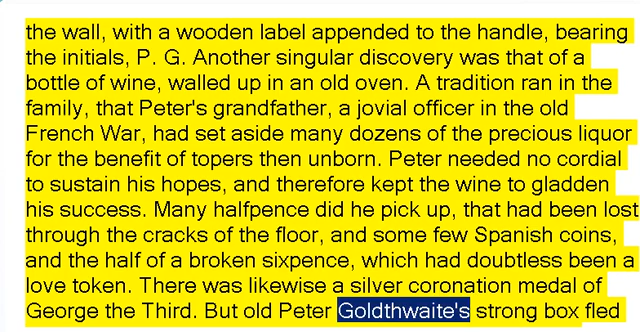 the wall, with a wooden label appended to the handle, bearing
the initials, P. G. Another singular discovery was that of a
bottle of wine, walled up in an old oven. A tradition ran in the
family, that Peter's grandfather, a jovial officer in the old
French War, had set aside many dozens of the precious liquor
for the benefit of topers then unborn. Peter needed no cordial
to sustain his hopes, and therefore kept the wine to gladden
his success. Many halfpence did he pick up, that had been lost
through the cracks of the floor, and some few Spanish coins,
and the half of a broken sixpence, which had doubtless been a
love token. There was likewise a silver coronation medal of
George the Third. But old Peter Goldthwaite's strong box fled